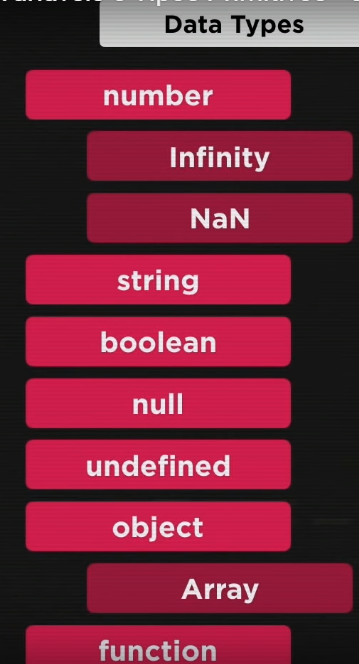 Data Types
number
Infinity
NaN
string
boolean
null
undefined
object
Array
function